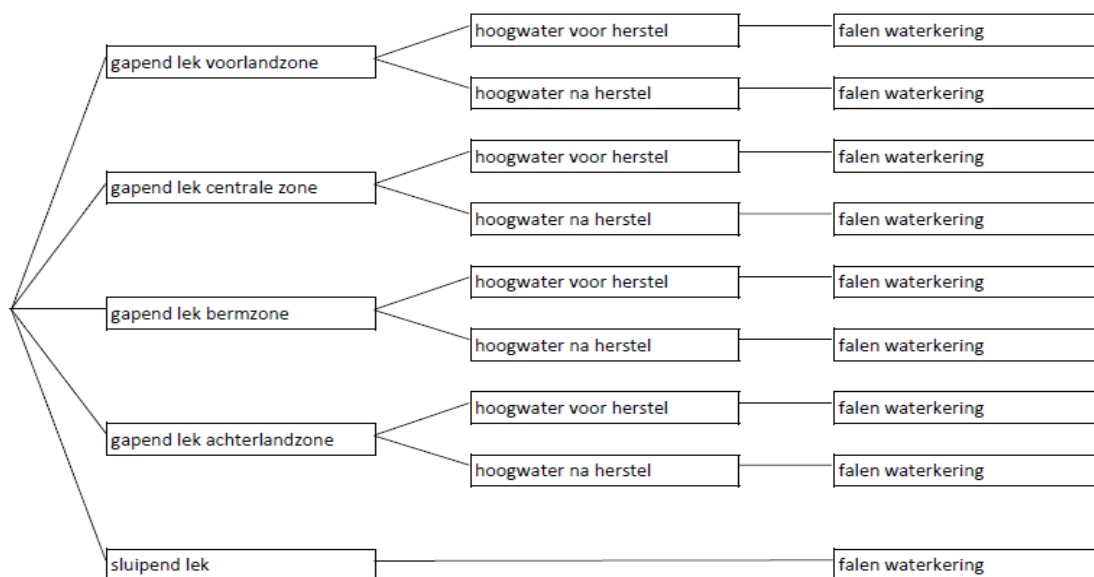 hoogwater voor herstel falen waterkering
gapend lek voorlandzone
hoogwater na herstel falen waterkering
hoogwater voor herstel falen waterkering
gapend lek centrale zone
hoogwater na herstel falen waterkering
hoogwater voor herstel falen waterkering
gapend lek bermzone
hoogwater na herstel falen waterkering
hoogwater voor herstel falen waterkering
gapend lek achterlandzone
hoogwater na herstel falen waterkering
sluipend lek falen waterkering